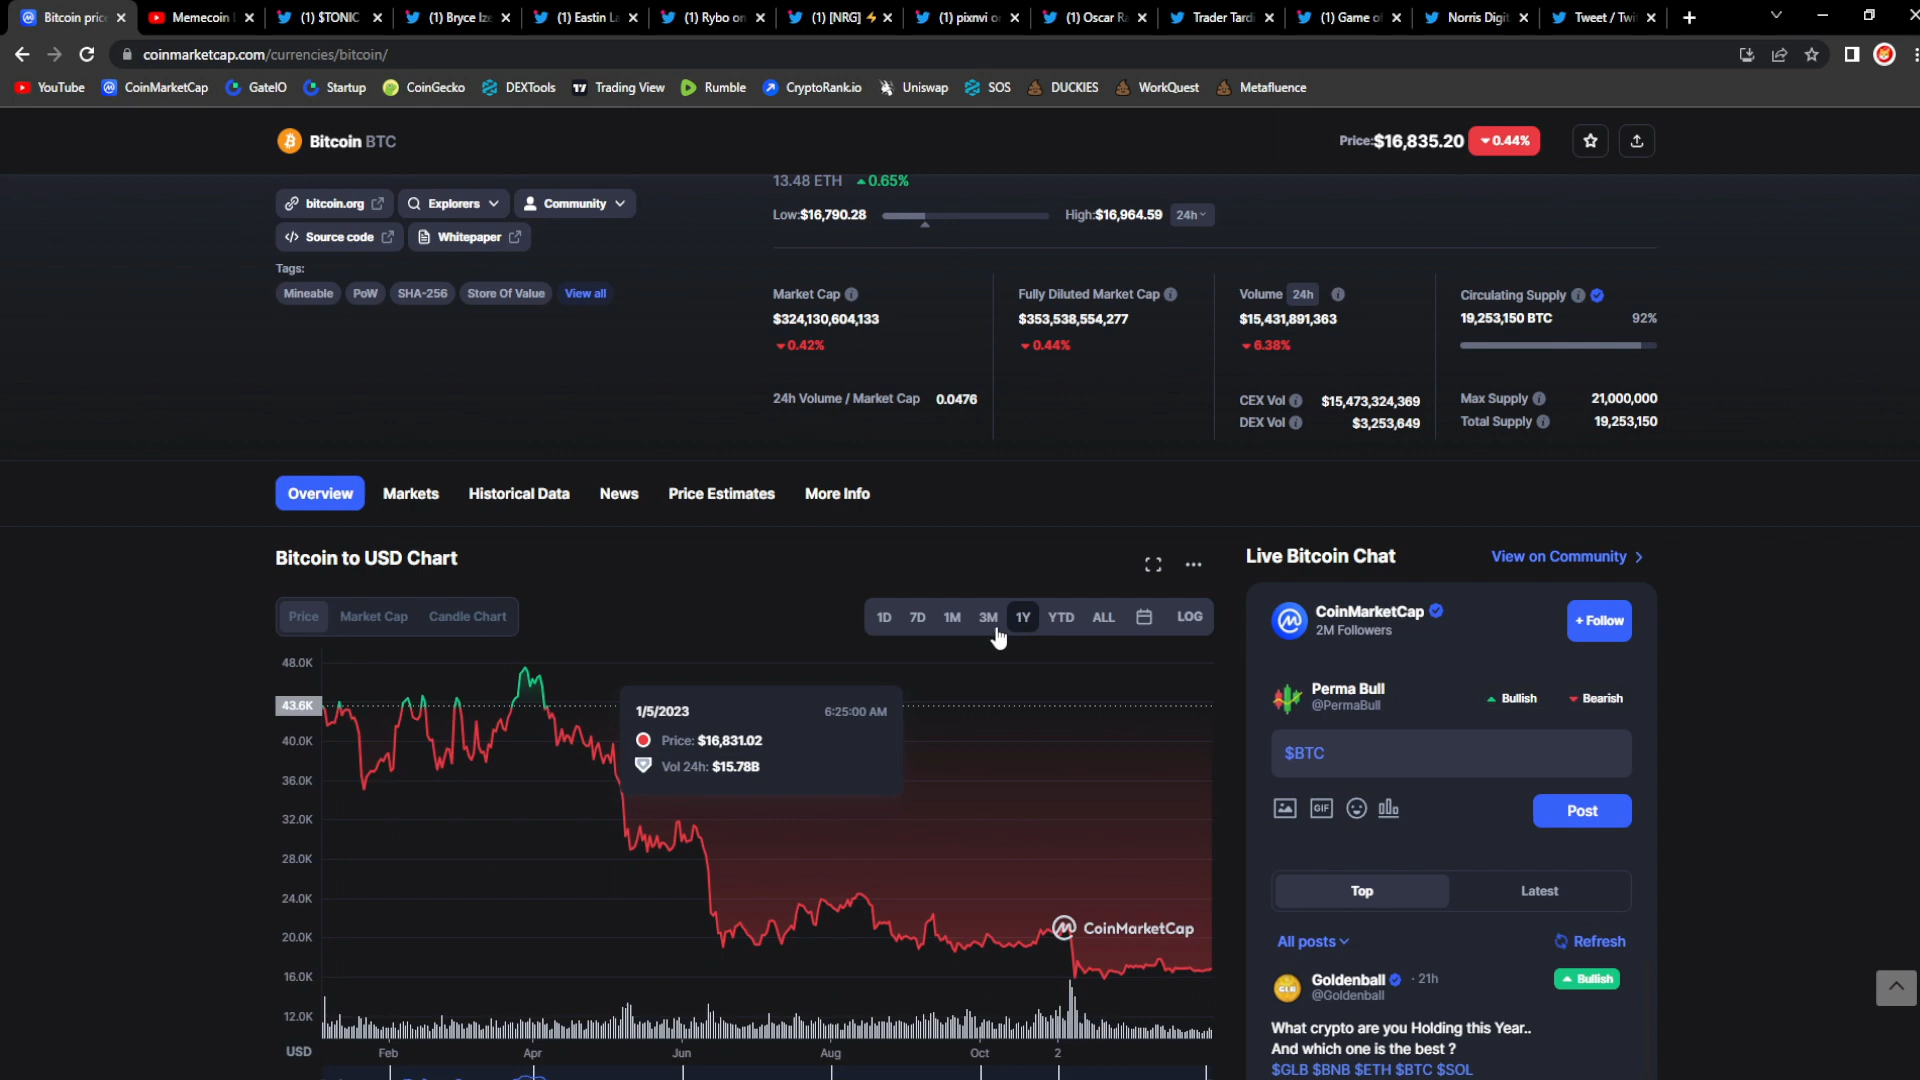 Bitcoin pric
Memecoin
(1) $TONIC
(1) Bryce Ize
(1) Eastin La
(1) Rybo on
(1) [NRG] ⚡
(1) pixnvi o
(1) Oscar R
Trader Tardi
(1) Game o
Norris Digit
Tweet / Twi
coinmarketcap.com/currencies/bitcoin/
YouTube
CoinMarketCap
GateIO
Startup
CoinGecko
DEXTools
Trading View
Rumble
CryptoRank.io
Uniswap
SOS
DUCKIES
WorkQuest
Metafluence
Bitcoin BTC
Price:$16,835.20 0.44%
13.48 ETH 0.65%
bitcoin.org Explorers Community
Low:$16,790.28 High:$16,964.59 24h
Source code Whitepaper
Tags:
Mineable PoW SHA-256 Store Of Value View all
Market Cap
$324,130,604,133
0.42%
24h Volume / Market Cap 0.0476
Fully Diluted Market Cap
$353,538,554,277
0.44%
Volume 24h
$15,431,891,363
6.38%
CEX Vol $15,473,324,369
DEX Vol $3,253,649
Circulating Supply
19,253,150 BTC 92%
Max Supply 21,000,000
Total Supply 19,253,150
Overview Markets Historical Data News Price Estimates More Info
Bitcoin to USD Chart
Price Market Cap Candle Chart
1D 7D 1M 3M 1Y YTD ALL LOG
48.0K
43.6K
40.0K
36.0K
32.0K
28.0K
24.0K
20.0K
16.0K
12.0K
1/5/2023 6:25:00 AM
Price: $16,831.02
Vol 24h: $15.78B
CoinMarketCap
USD Feb Apr Jun Aug Oct 2
Live Bitcoin Chat View on Community
CoinMarketCap
2M Followers
+ Follow
Perma Bull
@PermaBull
Bullish Bearish
$BTC
GIF
Post
Top Latest
All posts Refresh
Goldenball · 21h
@Goldenball
Bullish
What crypto are you Holding this Year..
And which one is the best ?
$GLB $BNB $ETH $BTC $SOL